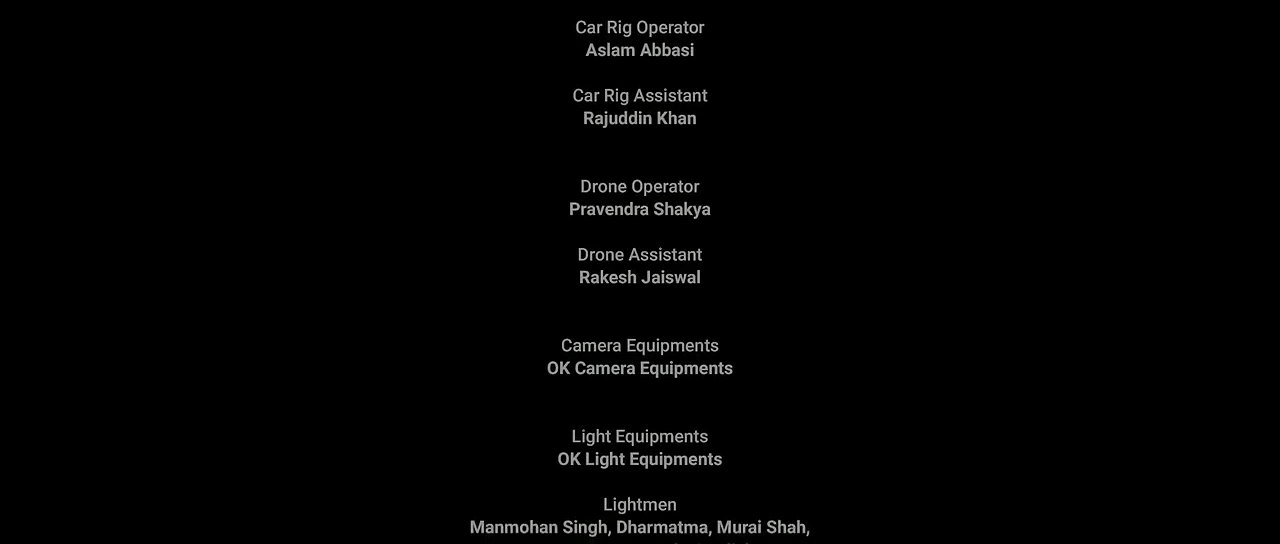 Car Rig Operator
Aslam Abbasi
Car Rig Assistant
Rajuddin Khan
Drone Operator
Pravendra Shakya
Drone Assistant
Rakesh Jaiswal
Camera Equipments
OK Camera Equipments
Light Equipments
OK Light Equipments
Lightmen
Manmohan Singh, Dharmatma, Murai Shah,